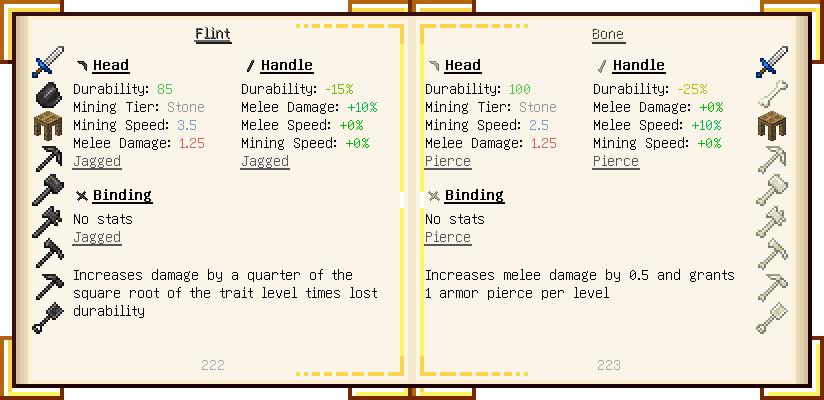 Flint
Head
Durability: 85
Mining Tier: Stone
Mining Speed: 3.5
Melee Damage: 1.25
Jagged
Handle
Durability: -15%
Melee Damage: +10%
Melee Speed: +0%
Mining Speed: +0%
Jagged
Binding
No stats
Jagged
Increases damage by a quarter of the
square root of the trait level times lost
durability
222
Bone
Head
Durability: 100
Mining Tier: Stone
Mining Speed: 2.5
Melee Damage: 1.25
Pierce
Handle
Durability: -25%
Melee Damage: +0%
Melee Speed: +10%
Mining Speed: +0%
Pierce
Binding
No stats
Pierce
Increases melee damage by 0.5 and grants
1 armor pierce per level
223